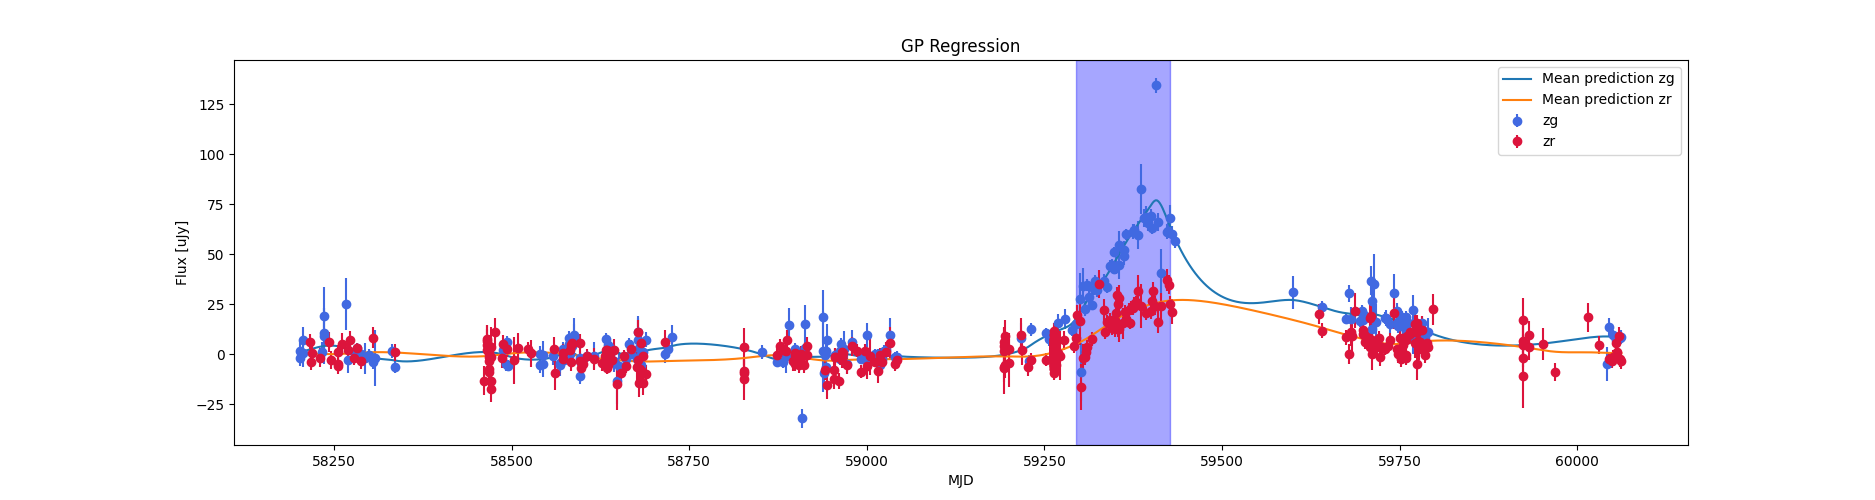 GP Regression
Mean prediction zg
Mean prediction zr
zg
zr
125
100
75
50
25
0
−25
Flux [uJy]
58250 58500 58750 59000 59250 59500 59750 60000
MJD